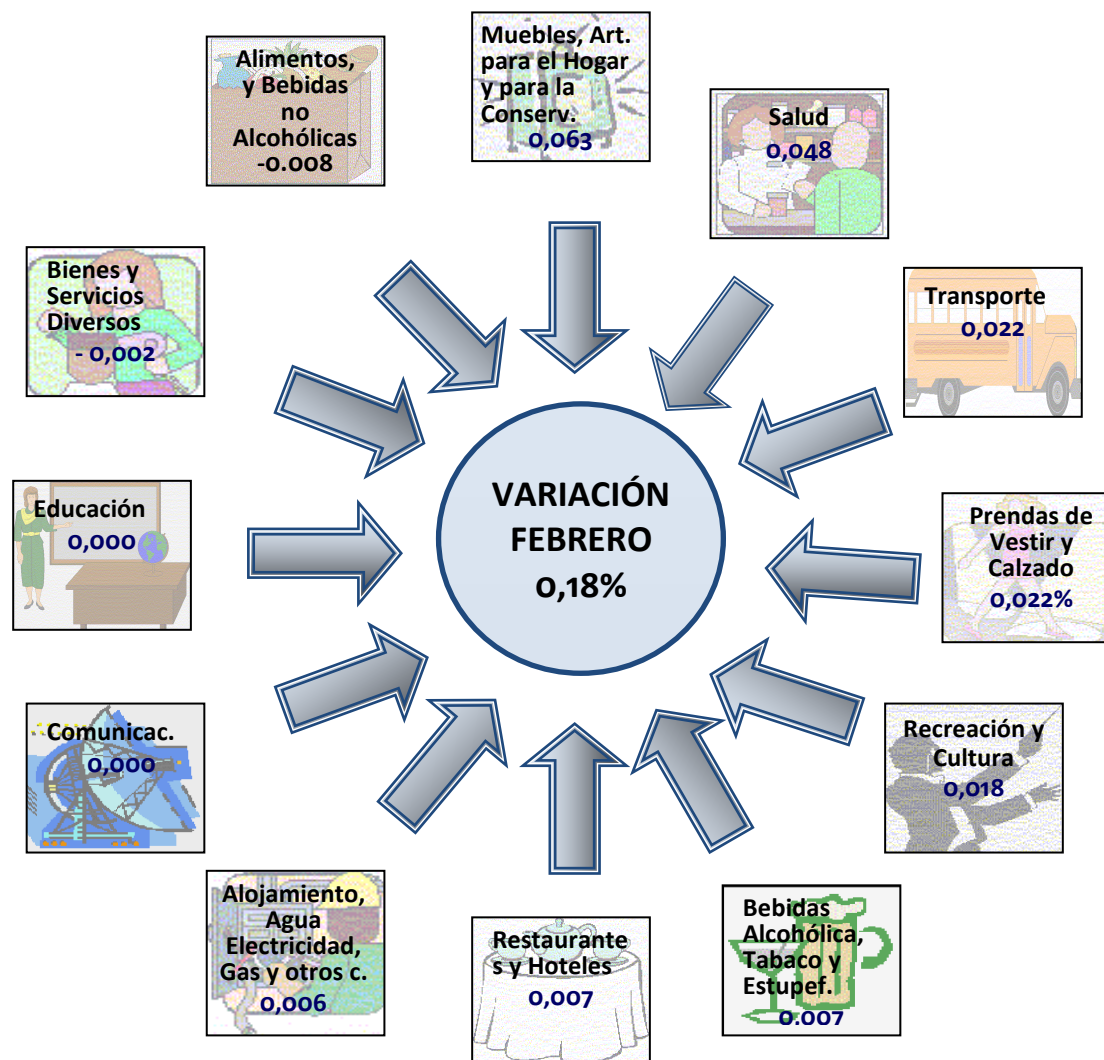 Muebles, Art.
para el Hogar
y para la
Conserv.
0,063
Alimentos,
y Bebidas
no
Alcohólicas
-0.008
Salud
0,048
Bienes y
Servicios
Diversos
- 0,002
Transporte
0,022
VARIACIÓN
FEBRERO
0,18%
Educación
0,000
Prendas de
Vestir y
Calzado
0,022%
Comunicac.
0,000
Recreación y
Cultura
0,018
Alojamiento,
Agua
Electricidad,
Gas y otros c.
0,006
Restaurante
s y Hoteles
0,007
Bebidas
Alcohólica,
Tabaco y
Estupef.
0.007